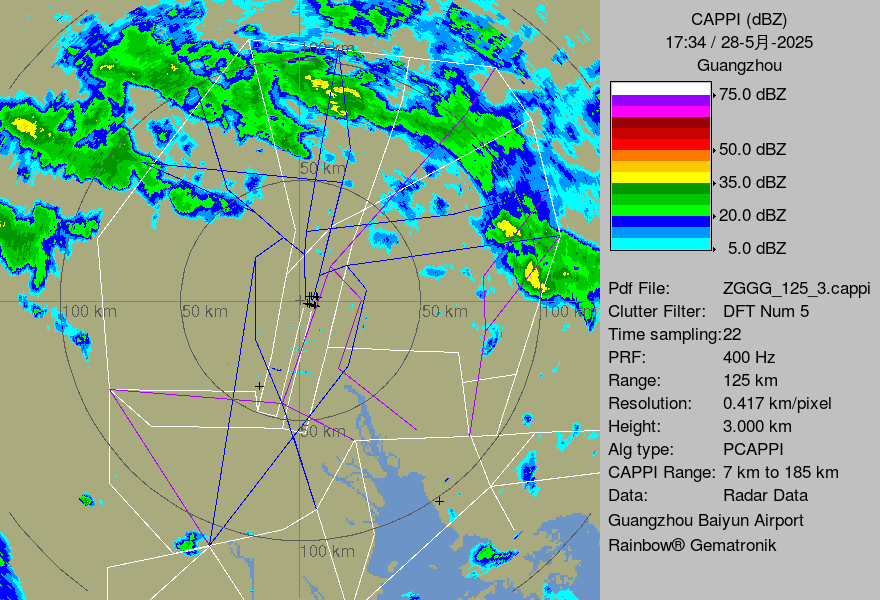 CAPPI (dBZ)
17:34 / 28-5月-2025
Guangzhou
75.0 dBZ
50.0 dBZ
35.0 dBZ
20.0 dBZ
5.0 dBZ
Pdf File: ZGGG_125_3.cappi
Clutter Filter: DFT Num 5
Time sampling:22
PRF: 400 Hz
Range: 125 km
Resolution: 0.417 km/pixel
Height: 3.000 km
Alg type: PCAPPI
CAPPI Range: 7 km to 185 km
Data: Radar Data
Guangzhou Baiyun Airport
Rainbow® Gematronik
100 km
50 km
100 km 50 km 50 km 100 km
50 km
100 km